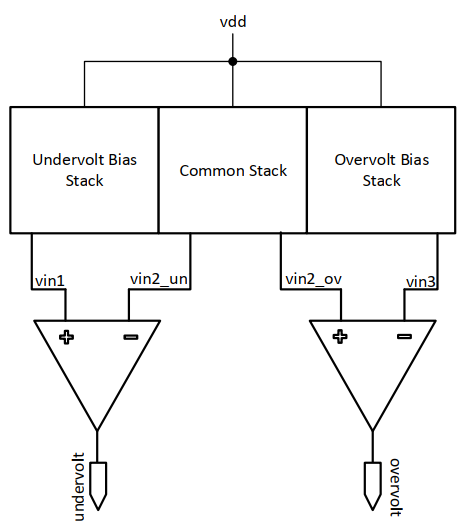 vdd
Undervolt Bias
Stack
Common Stack
Overvolt Bias
Stack
vin1
vin2_un
vin2_ov
vin3
undervolt
overvolt